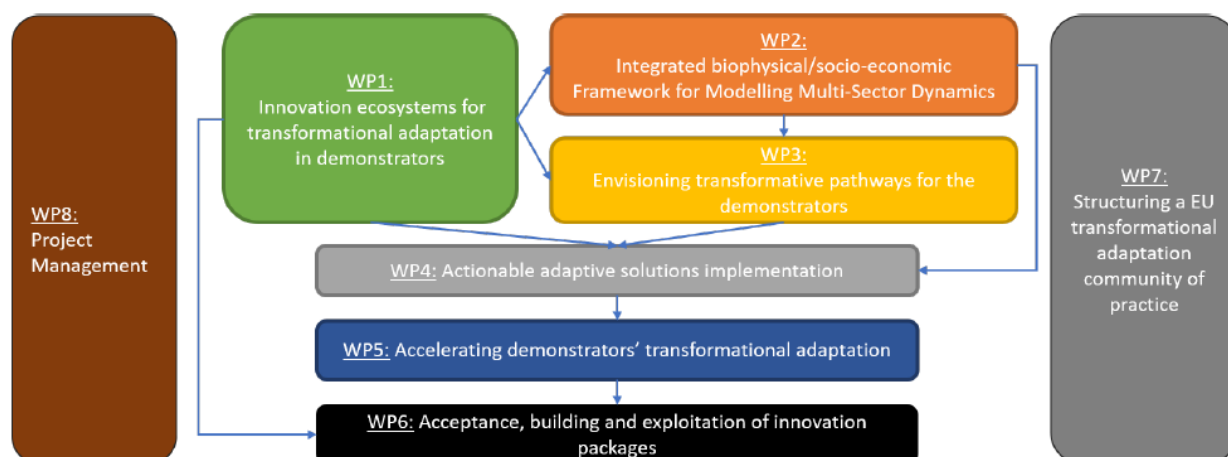 WP8:
Project
Management
WP1:
Innovation ecosystems for
transformational adaptation
in demonstrators
WP2:
Integrated biophysical/socio-economic
Framework for Modelling Multi-Sector Dynamics
WP3:
Envisioning transformative pathways for the
demonstrators
WP4: Actionable adaptive solutions implementation
WP5: Accelerating demonstrators’ transformational adaptation
WP6: Acceptance, building and exploitation of innovation
packages
WP7:
Structuring a EU
transformational
adaptation
community of
practice